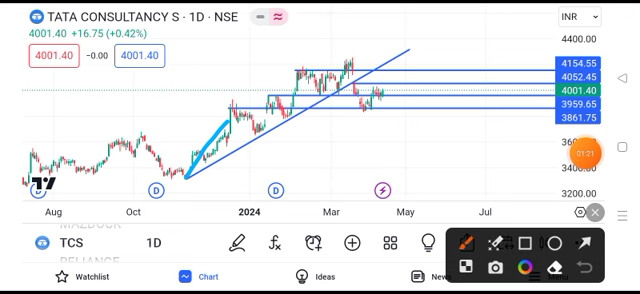 TATA CONSULTANCY S · 1D · NSE
INR
4001.40 +16.75 (+0.42%)
4001.40 −0.00 4001.40
4400.00
4154.55
4052.45
4001.40
3959.65
3861.75
3400.00
3200.00
01:21
D D D
Aug Oct 2024 Mar May Jul
TCS 1D
RELIANCE
Watchlist Chart Ideas News